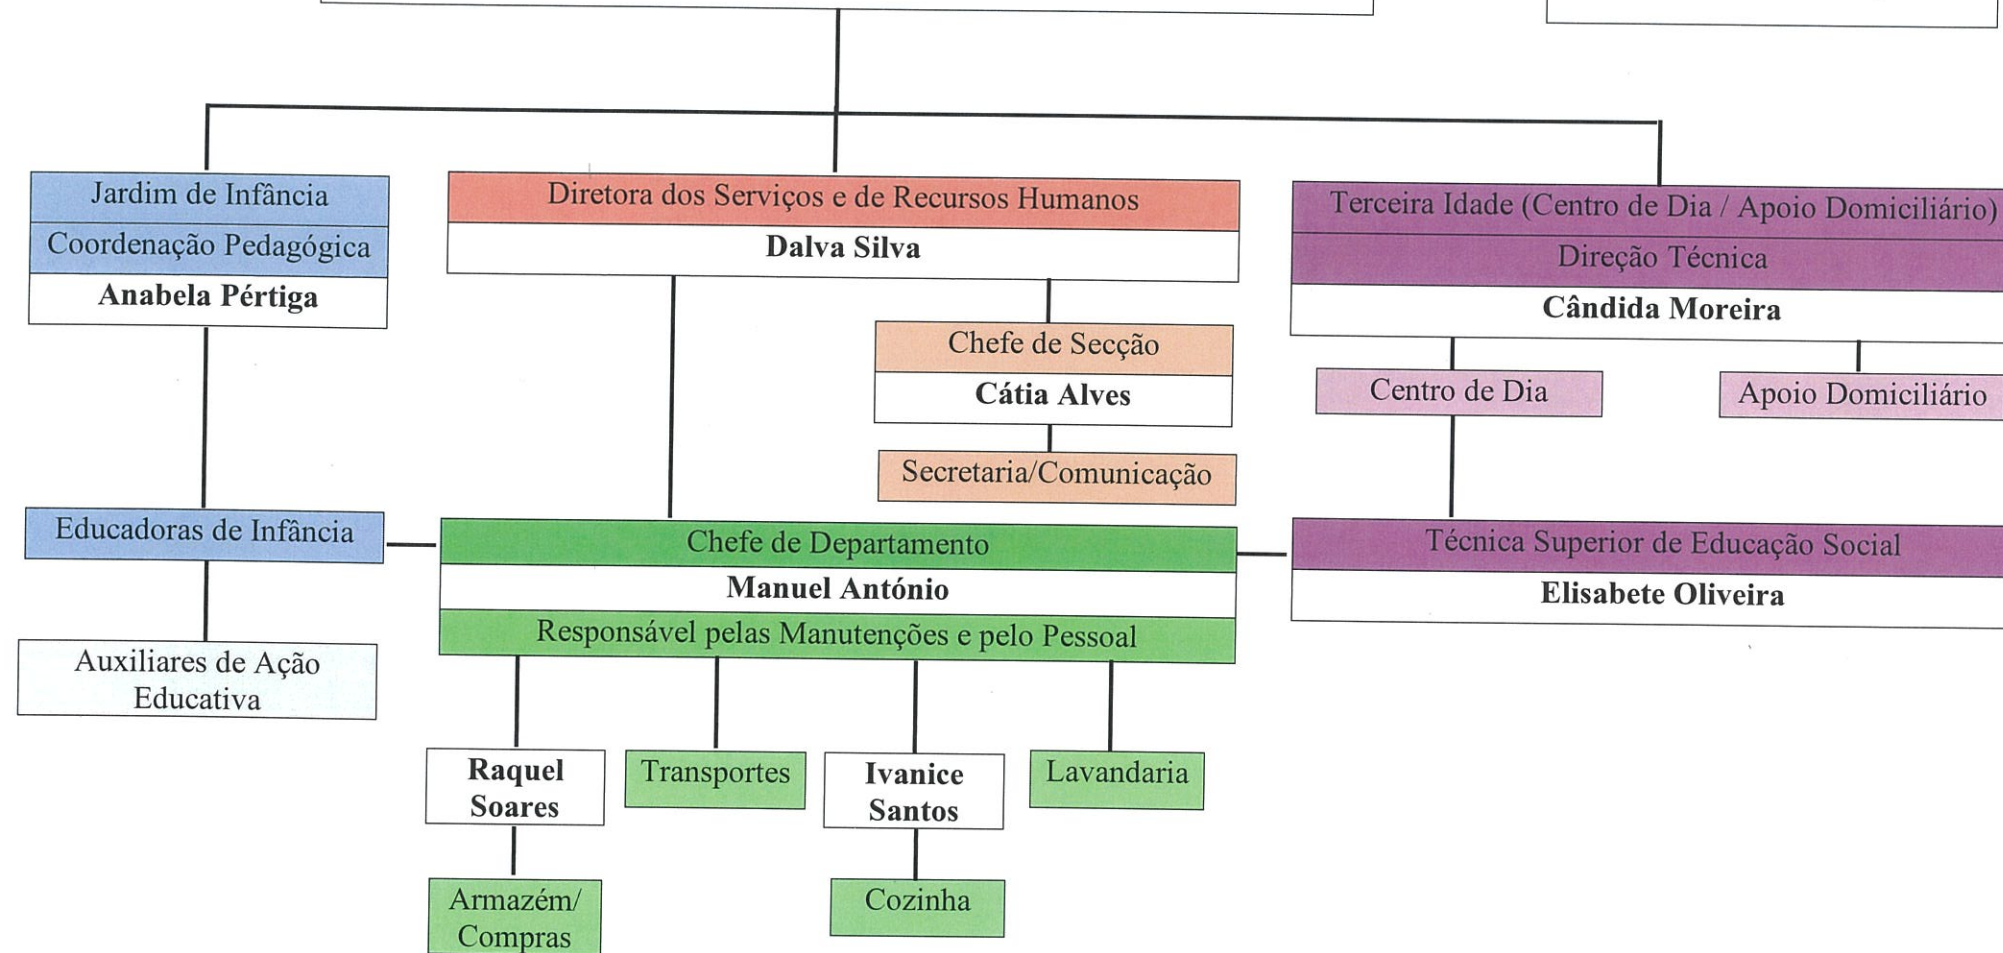 Jardim de Infância
Coordenação Pedagógica
Anabela Pértiga
Diretora dos Serviços e de Recursos Humanos
Dalva Silva
Terceira Idade (Centro de Dia / Apoio Domiciliário)
Direção Técnica
Cândida Moreira
Chefe de Secção
Cátia Alves
Secretaria/Comunicação
Centro de Dia
Apoio Domiciliário
Educadoras de Infância
Chefe de Departamento
Manuel António
Responsável pelas Manutenções e pelo Pessoal
Técnica Superior de Educação Social
Elisabete Oliveira
Auxiliares de Ação
Educativa
Raquel
Soares
Transportes
Ivanice
Santos
Lavandaria
Armazém/
Compras
Cozinha